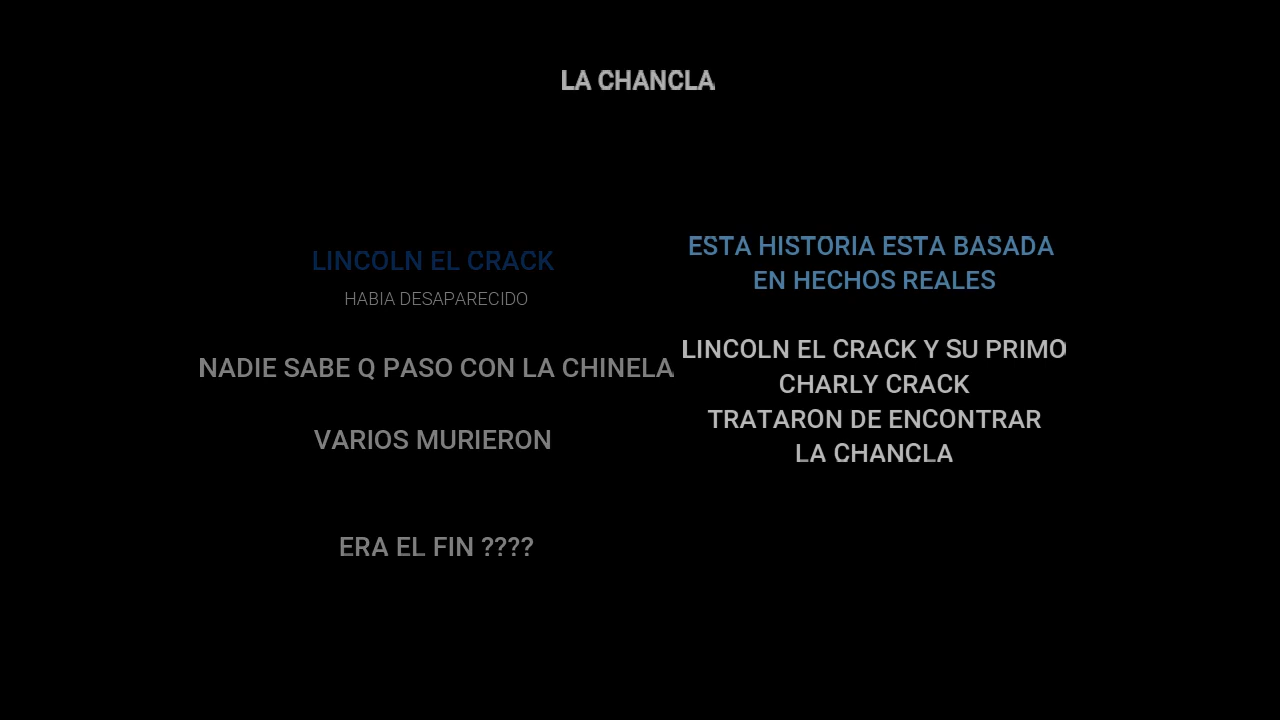 LA CHANCLA
LINCOLN EL CRACK
HABIA DESAPARECIDO
NADIE SABE Q PASO CON LA CHINELA
VARIOS MURIERON
ERA EL FIN ????
ESTA HISTORIA ESTA BASADA
EN HECHOS REALES
LINCOLN EL CRACK Y SU PRIMO
CHARLY CRACK
TRATARON DE ENCONTRAR
LA CHANCLA